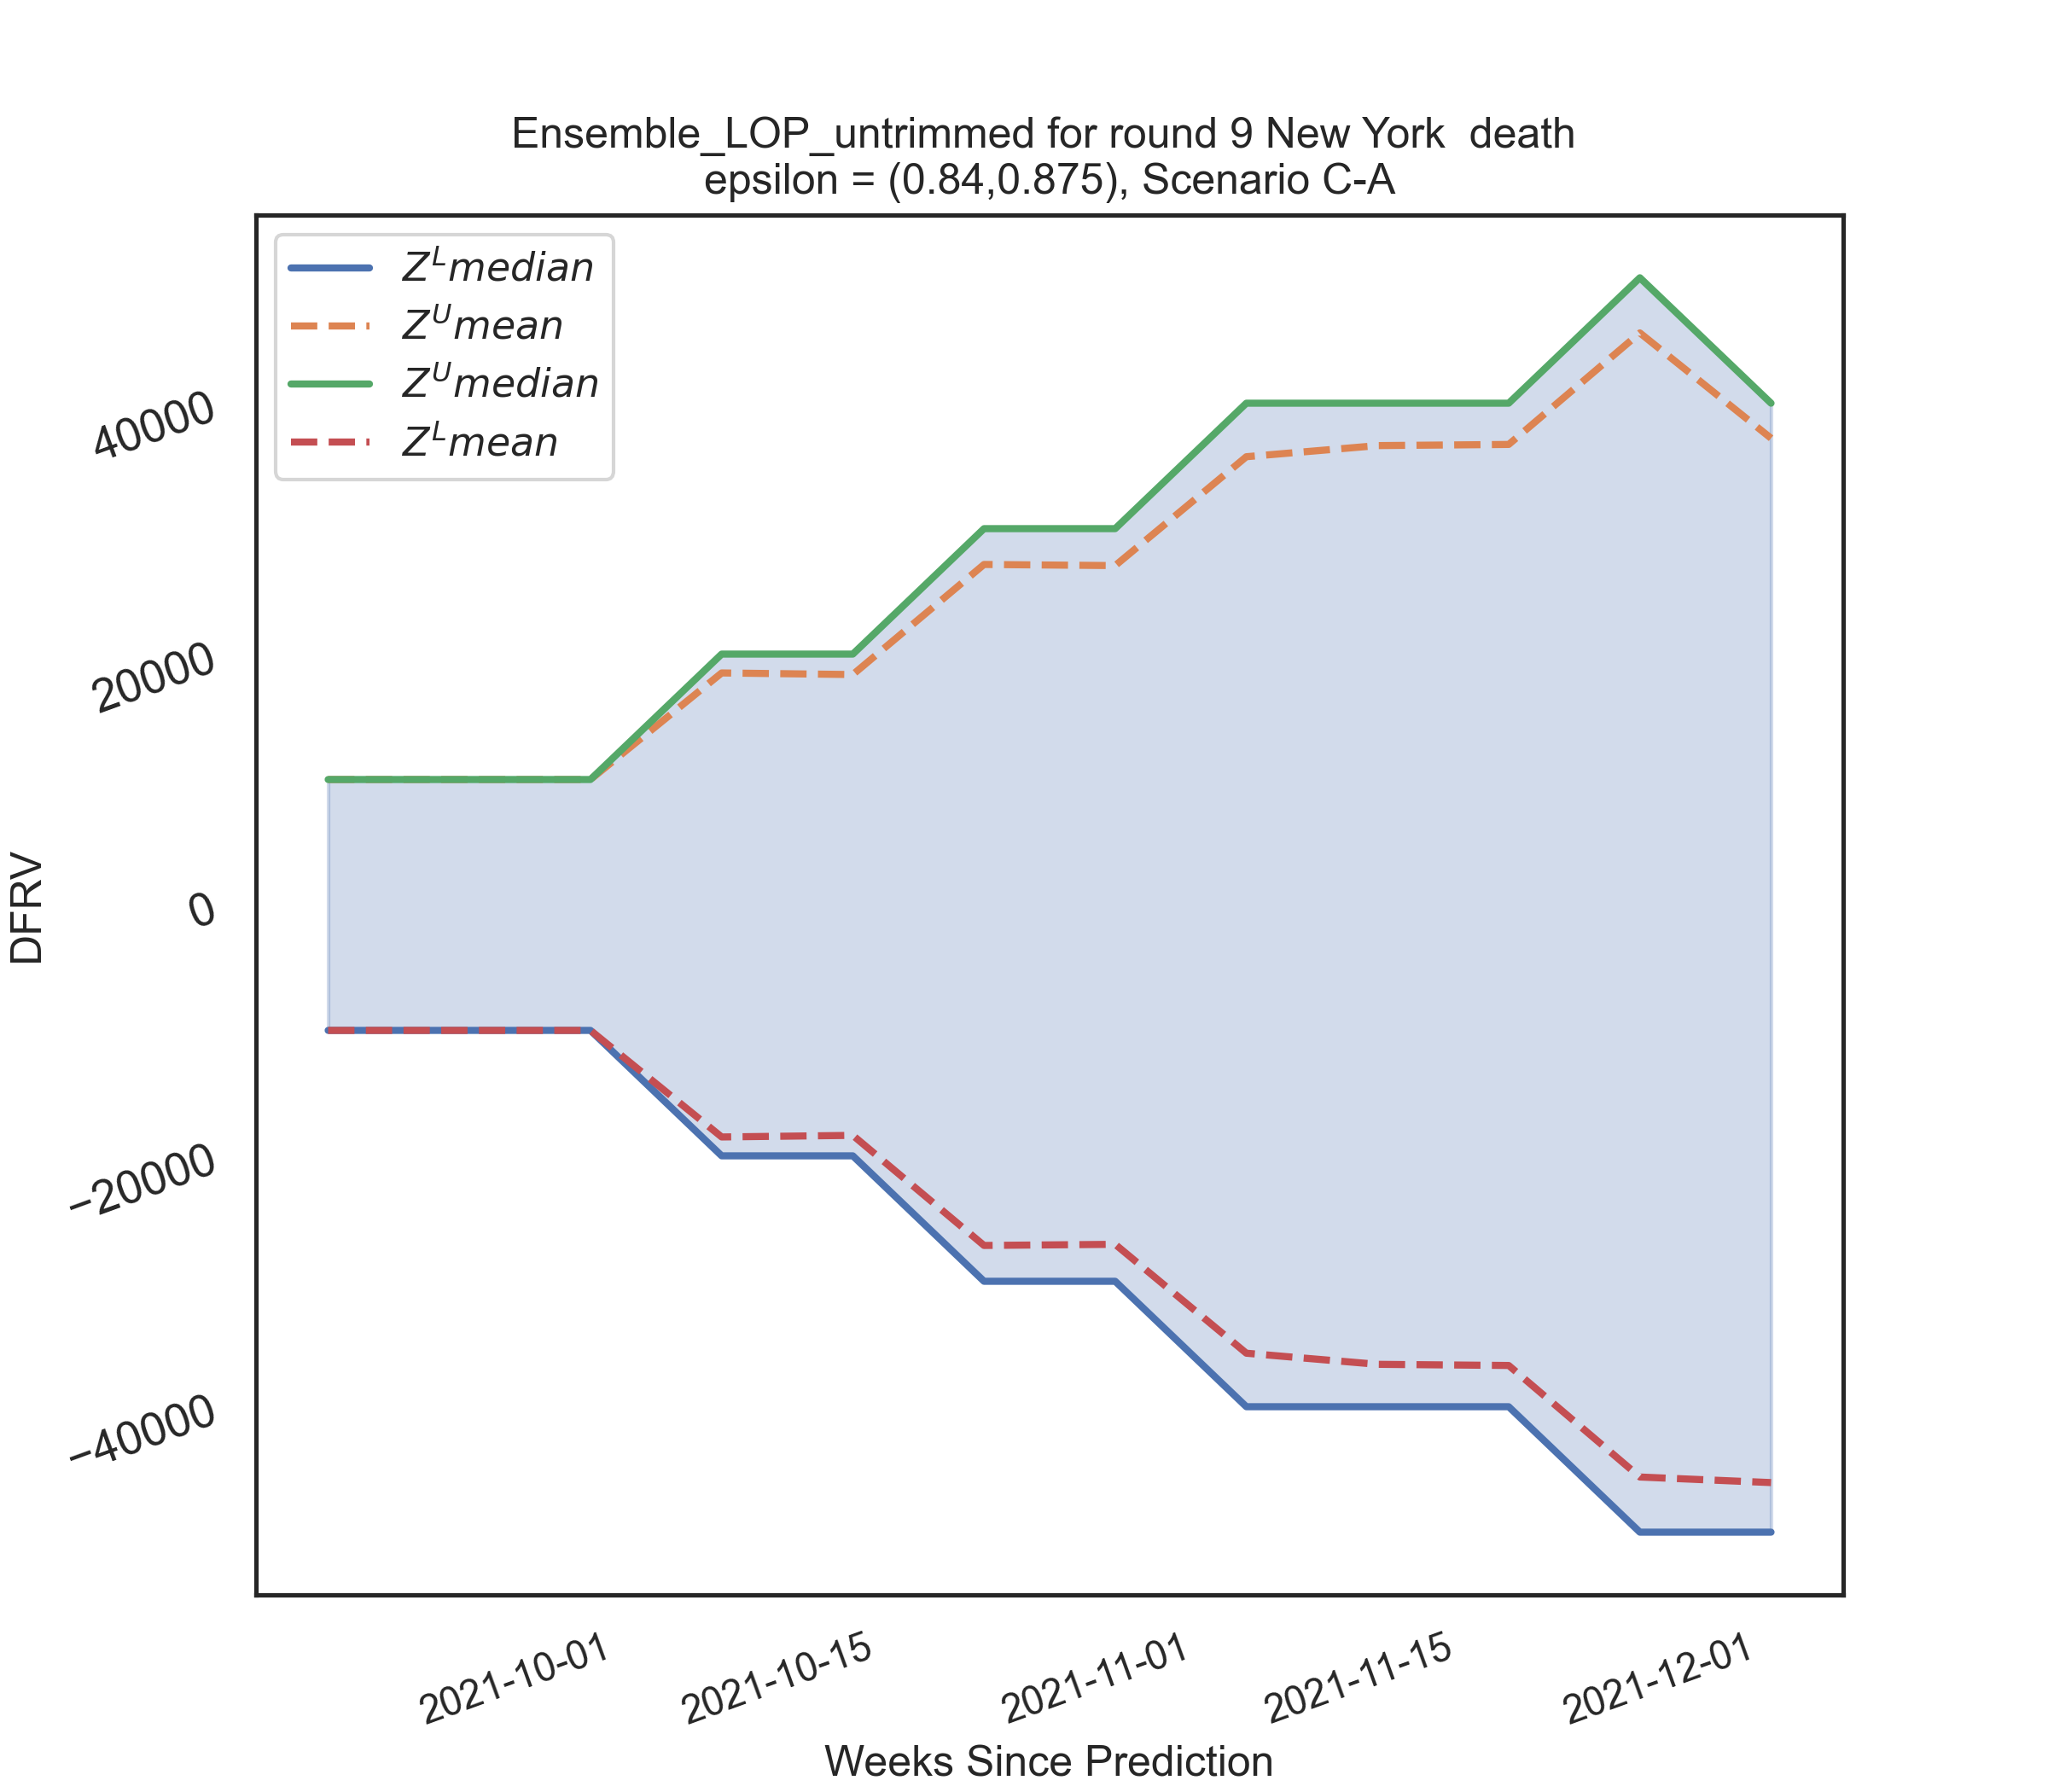 Ensemble_LOP_untrimmed for round 9 New York  death
epsilon = (0.84,0.875), Scenario C-A
Z^L median
Z^U mean
Z^U median
Z^L mean
40000
20000
0
−20000
−40000
DFRV
2021-10-01
2021-10-15
2021-11-01
2021-11-15
2021-12-01
Weeks Since Prediction